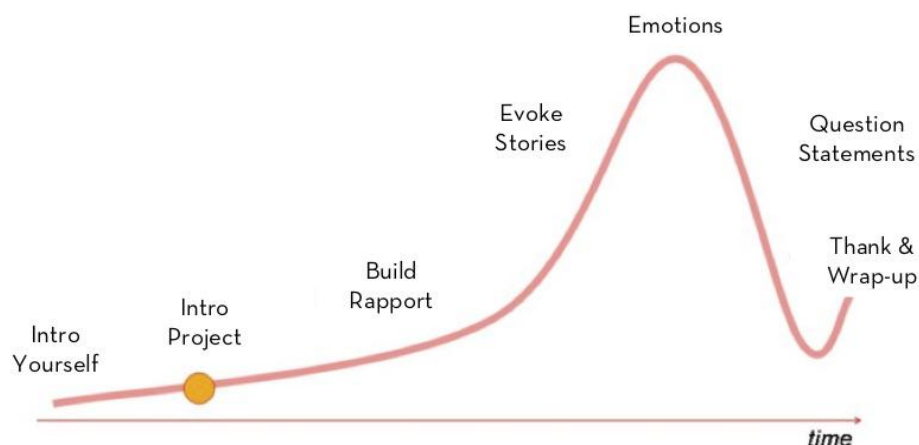 Intro
Yourself
Intro
Project
Build
Rapport
Evoke
Stories
Emotions
Question
Statements
Thank &
Wrap-up
time